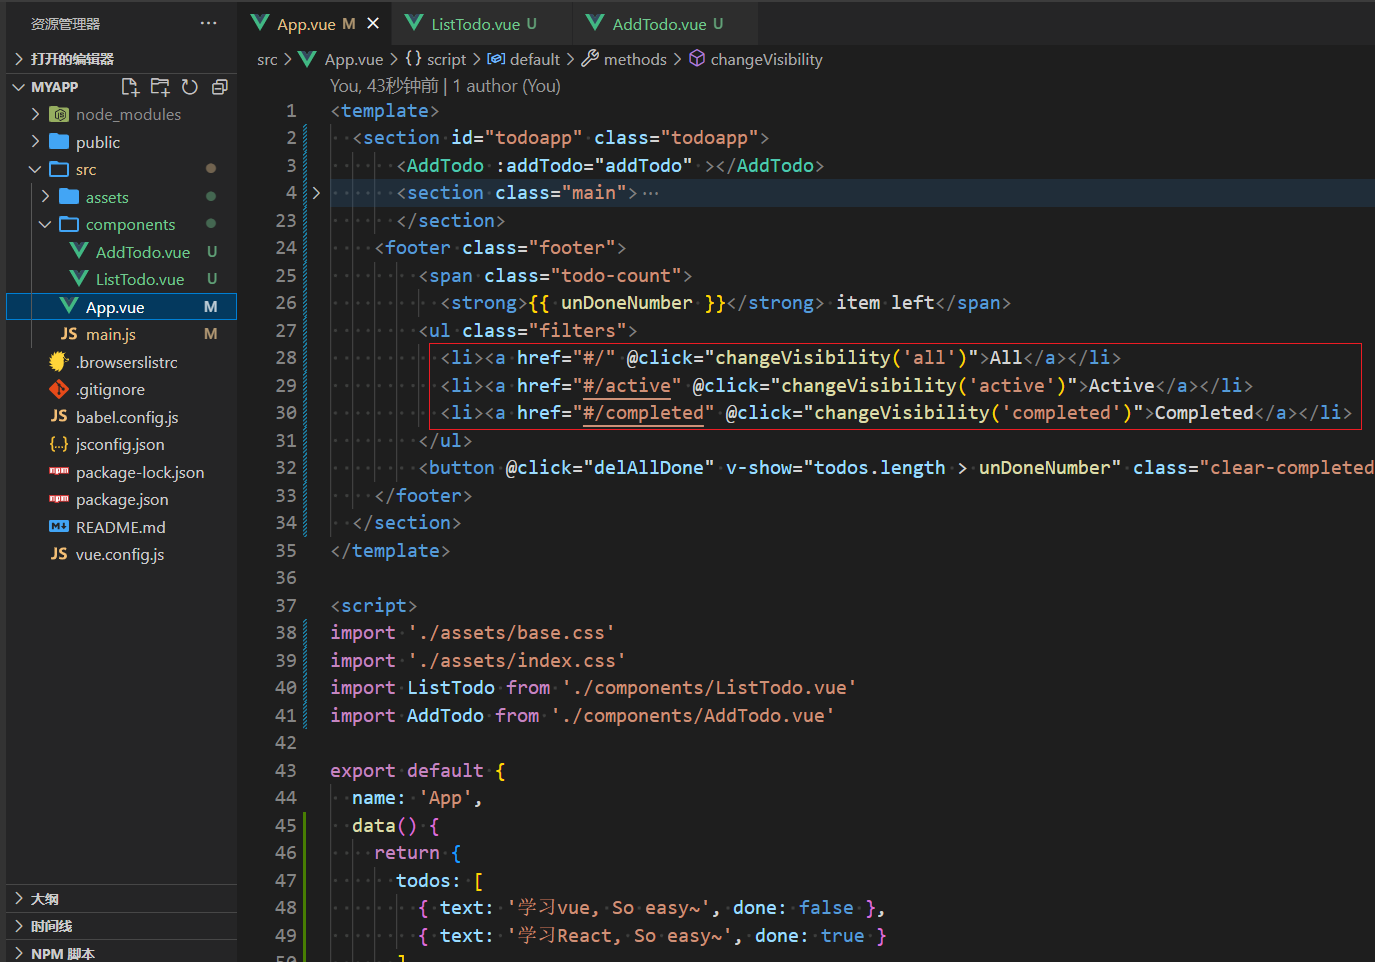 资源管理器
打开的编辑器
MYAPP
node_modules
public
src
assets
components
AddTodo.vue U
ListTodo.vue U
App.vue M
JS main.js M
.browserslistrc
.gitignore
JS babel.config.js
{..} jsconfig.json
npm package-lock.json
npm package.json
README.md
JS vue.config.js
大纲
时间线
NPM 脚本
App.vue M
ListTodo.vue U
AddTodo.vue U
src > App.vue > {} script > default > methods > changeVisibility
You, 43秒钟前 | 1 author (You)
1 <template>
2 <section id="todoapp" class="todoapp">
3 <AddTodo :addTodo="addTodo" ></AddTodo>
4 <section class="main">…
23 </section>
24 <footer class="footer">
25 <span class="todo-count">
26 <strong>{{ unDoneNumber }}</strong> item left</span>
27 <ul class="filters">
28 <li><a href="#/" @click="changeVisibility('all')">All</a></li>
29 <li><a href="#/active" @click="changeVisibility('active')">Active</a></li>
30 <li><a href="#/completed" @click="changeVisibility('completed')">Completed</a></li>
31 </ul>
32 <button @click="delAllDone" v-show="todos.length > unDoneNumber" class="clear-completed
33 </footer>
34 </section>
35 </template>
36
37 <script>
38 import './assets/base.css'
39 import './assets/index.css'
40 import ListTodo from './components/ListTodo.vue'
41 import AddTodo from './components/AddTodo.vue'
42
43 export default {
44 name: 'App',
45 data() {
46 return {
47 todos: [
48 { text: '学习vue, So easy~', done: false },
49 { text: '学习React, So easy~', done: true }
50 ]